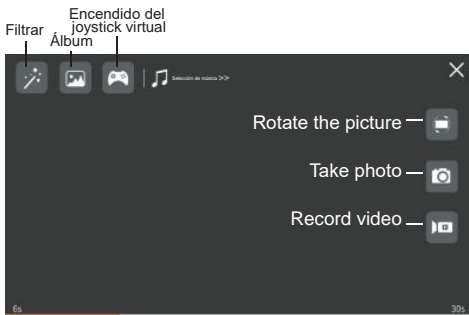 Encendido del
joystick virtual
Filtrar
Álbum
Selección de música >>
Rotate the picture
Take photo
Record video
6s
30s